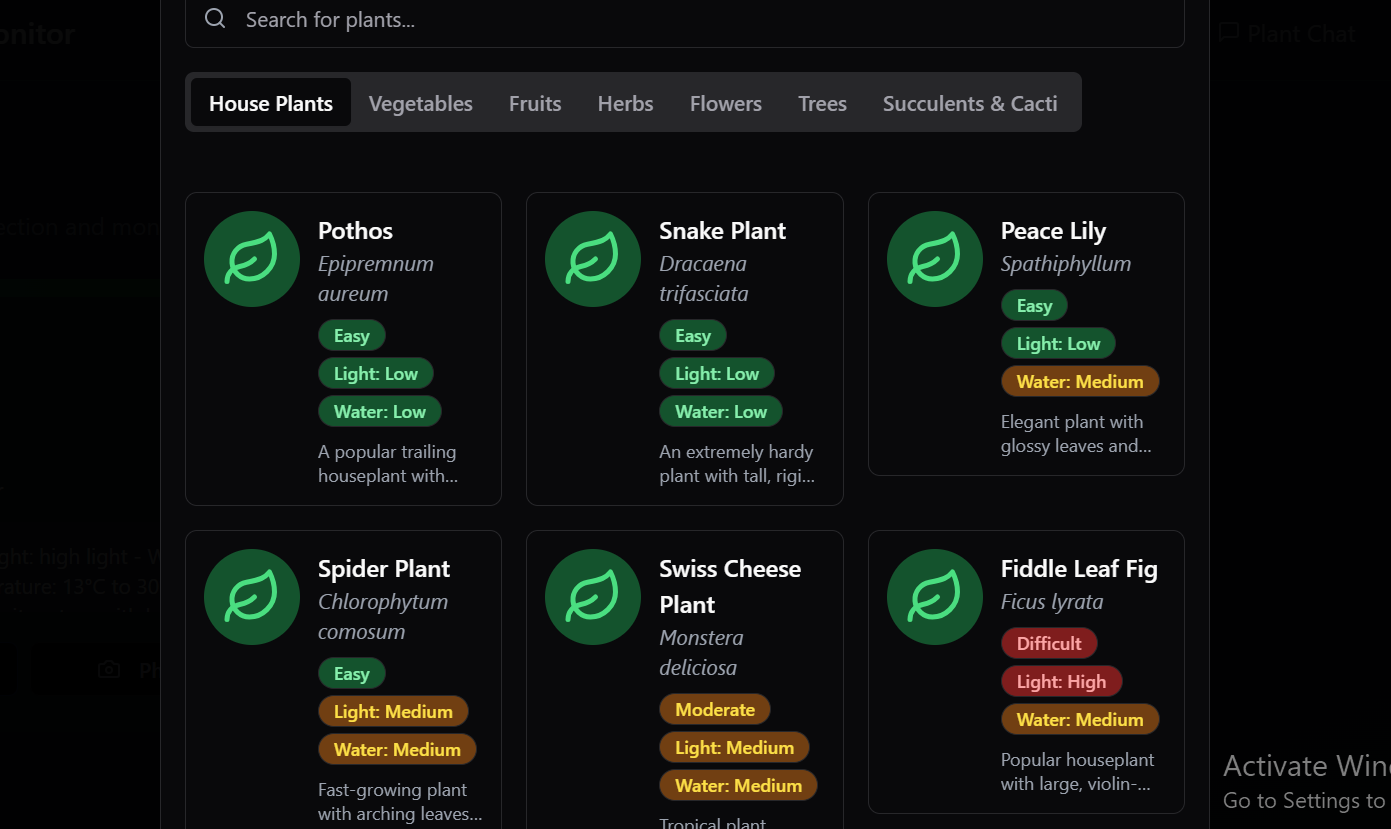 onitor
Search for plants...
Plant Chat
House Plants Vegetables Fruits Herbs Flowers Trees Succulents & Cacti
ection and mon
Pothos
Epipremnum
aureum
Easy
Light: Low
Water: Low
A popular trailing
houseplant with...
Snake Plant
Dracaena
trifasciata
Easy
Light: Low
Water: Low
An extremely hardy
plant with tall, rigi...
Peace Lily
Spathiphyllum
Easy
Light: Low
Water: Medium
Elegant plant with
glossy leaves and...
ght: high light - W
rature: 13°C to 30
Ph
Spider Plant
Chlorophytum
comosum
Easy
Light: Medium
Water: Medium
Fast-growing plant
with arching leaves...
Swiss Cheese
Plant
Monstera
deliciosa
Moderate
Light: Medium
Water: Medium
Tropical plant
Fiddle Leaf Fig
Ficus lyrata
Difficult
Light: High
Water: Medium
Popular houseplant
with large, violin-...
Activate Win
Go to Settings to